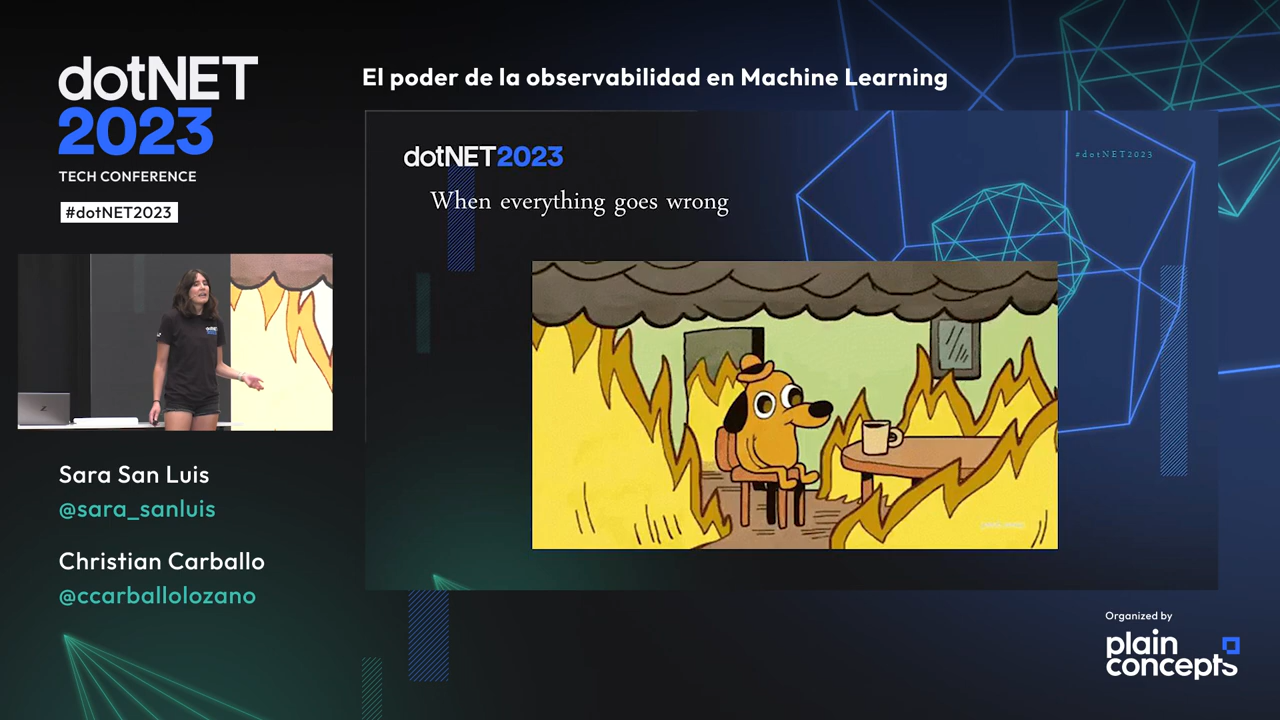 dotNET
2023
TECH CONFERENCE
#dotNET2023
El poder de la observabilidad en Machine Learning
dotNET2023
#dotNET2023
When everything goes wrong
Sara San Luis
@sara_sanluis
Christian Carballo
@ccarballolozano
Organized by
plain
concepts